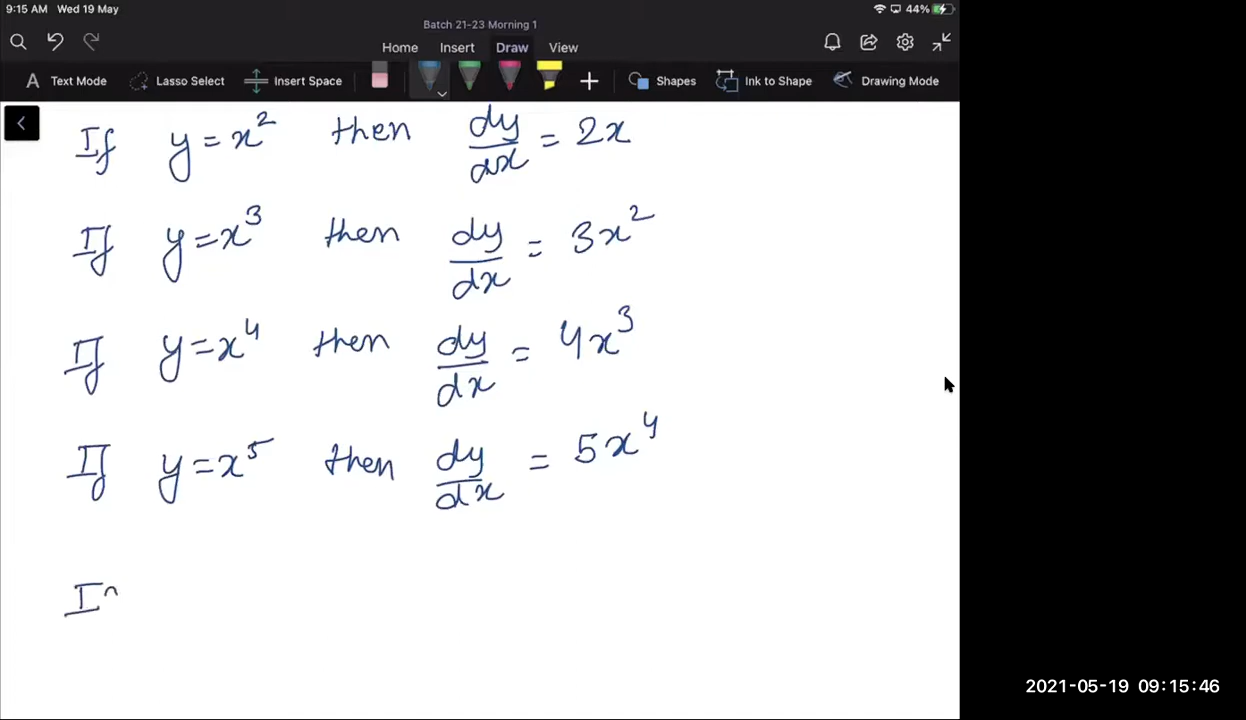 9:15 AM Wed 19 May
44%
Batch 21-23 Morning 1
Home Insert Draw View
Text Mode Lasso Select Insert Space Shapes Ink to Shape Drawing Mode
If y = x² then dy/dx = 2x
If y = x³ then dy/dx = 3x²
If y = x⁴ then dy/dx = 4x³
If y = x⁵ then dy/dx = 5x⁴
2021-05-19 09:15:46